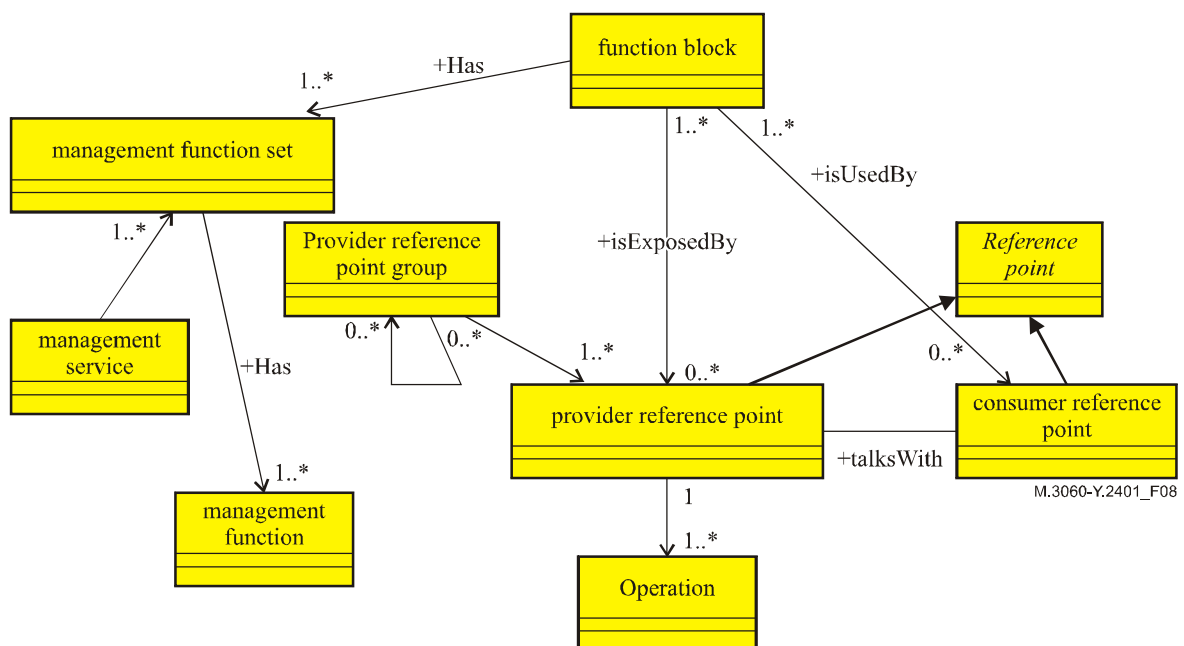 function block
+Has
1..*
1..*
1..*
management function set
+isUsedBy
1..*
Provider reference
point group
+isExposedBy
Reference
point
0..*
0..*
management
service
1..*
0..*
+Has
0..*
provider reference point
consumer reference
point
+talksWith
1..*
1
M.3060-Y.2401_F08
management
function
1..*
Operation